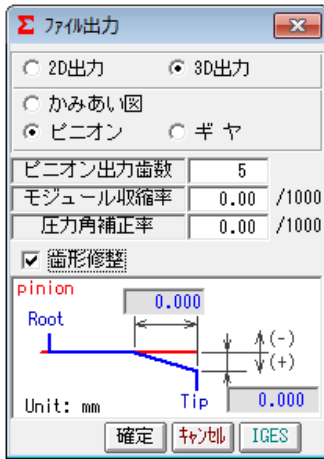 Σ ファイル出力
2D出力 3D出力
かみあい図
ピニオン ギヤ
ピニオン出力歯数 5
モジュール収縮率 0.00 /1000
圧力角補正率 0.00 /1000
歯形修整
pinion
0.000
Root
(-)
(+)
Tip
Unit: mm 0.000
確定 キャンセル IGES